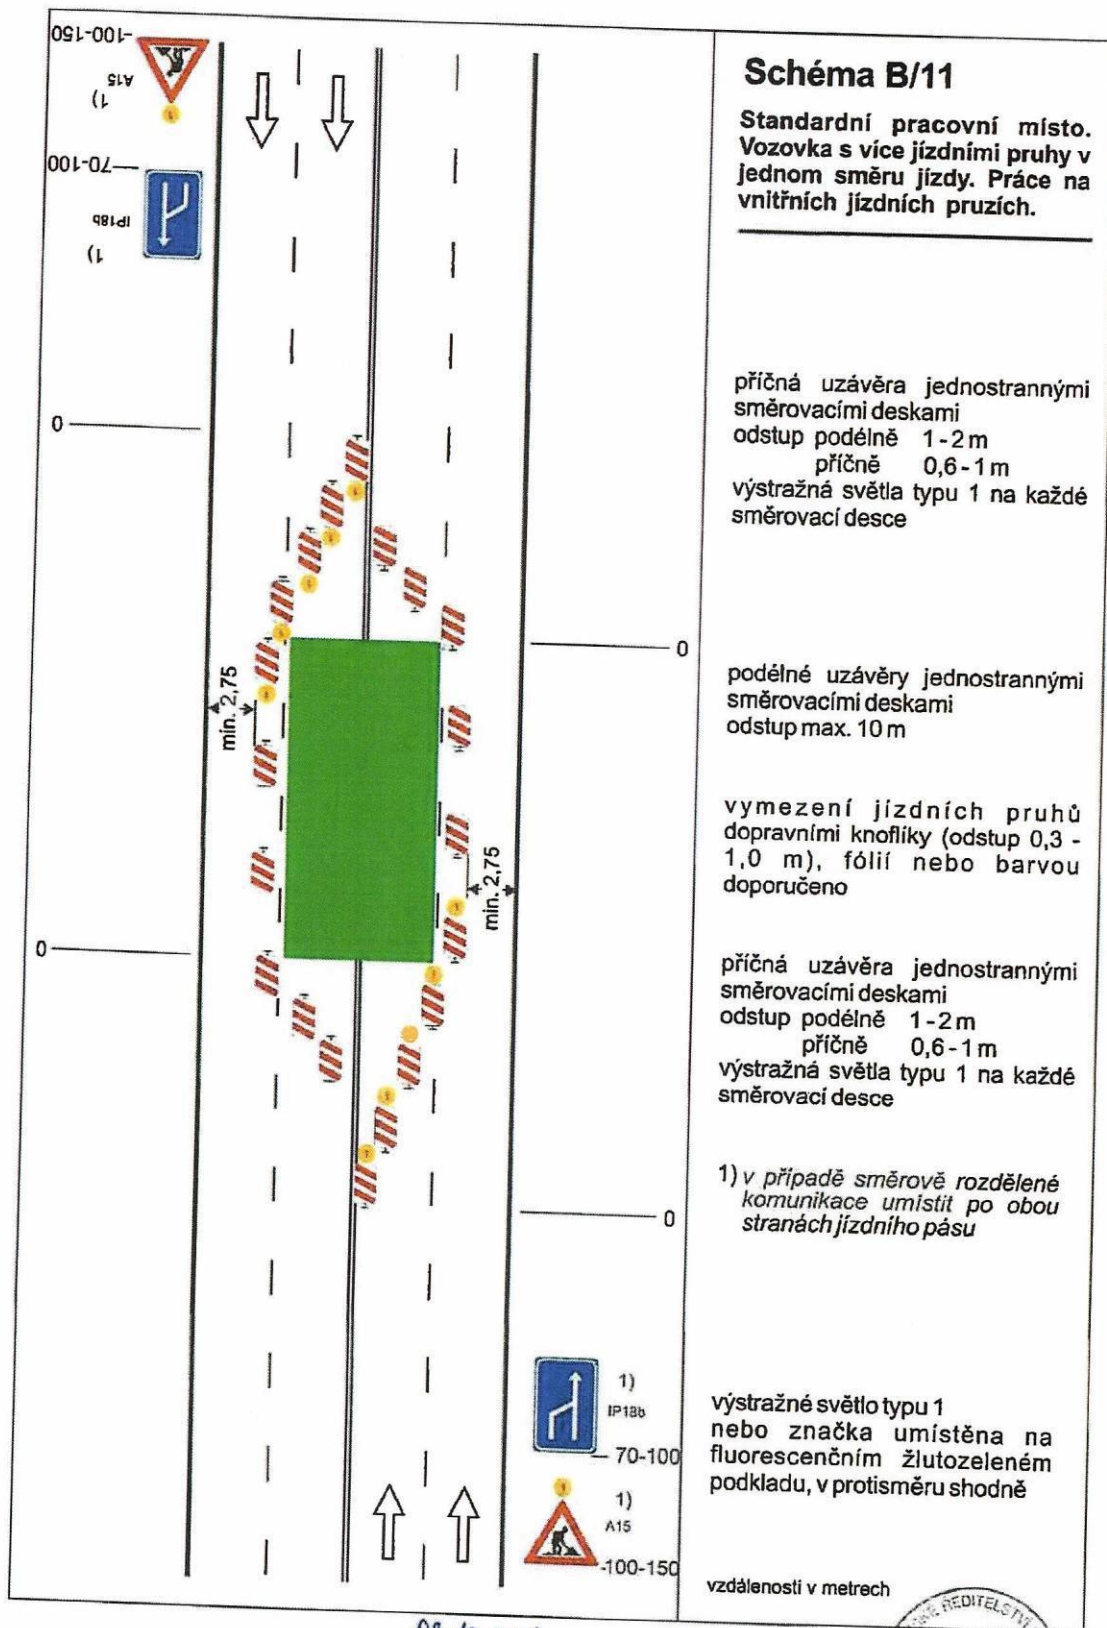 -100-150
A15
1)
70-100
IP18b
1)
Schéma B/11
Standardní pracovní místo.
Vozovka s více jízdními pruhy v
jednom směru jízdy. Práce na
vnitřních jízdních pruzích.
0
příčná uzávěra jednostrannými
směrovacími deskami
odstup podélně 1-2 m
příčně 0,6-1 m
výstražná světla typu 1 na každé
směrovací desce
0
min. 2,75
podélné uzávěry jednostrannými
směrovacími deskami
odstup max. 10 m
vymezení jízdních pruhů
dopravními knoflíky (odstup 0,3 -
1,0 m), fólií nebo barvou
doporučeno
min. 2,75
0
příčná uzávěra jednostrannými
směrovacími deskami
odstup podélně 1-2 m
příčně 0,6-1 m
výstražná světla typu 1 na každé
směrovací desce
1) v případě směrově rozdělené
komunikace umístit po obou
stranách jízdního pásu
0
1)
IP18b
70-100
1)
A15
-100-150
výstražné světlo typu 1
nebo značka umístěna na
fluorescenčním žlutozeleném
podkladu, v protisměru shodně
vzdálenosti v metrech
ŘEDITELSTVÍ